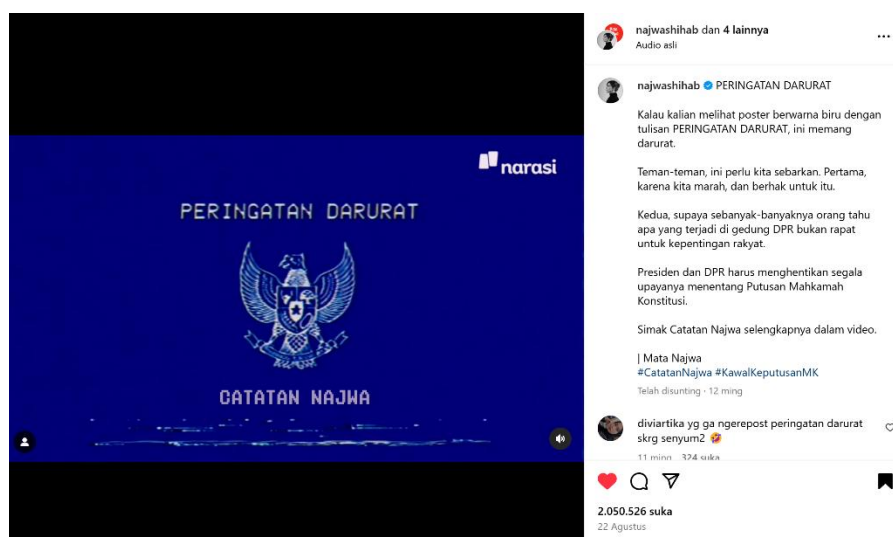 narasi
PERINGATAN DARURAT
CATATAN NAJWA
najwashihab dan 4 lainnya
Audio asli
najwashihab PERINGATAN DARURAT
Kalau kalian melihat poster berwarna biru dengan
tulisan PERINGATAN DARURAT, ini memang
darurat.
Teman-teman, ini perlu kita sebarkan. Pertama,
karena kita marah, dan berhak untuk itu.
Kedua, supaya sebanyak-banyaknya orang tahu
apa yang terjadi di gedung DPR bukan rapat
untuk kepentingan rakyat.
Presiden dan DPR harus menghentikan segala
upayanya menentang Putusan Mahkamah
Konstitusi.
Simak Catatan Najwa selengkapnya dalam video.
| Mata Najwa
#CatatanNajwa #KawalKeputusanMK
Telah disunting · 12 ming
diviartika yg ga ngerepost peringatan darurat
skrg senyum2 🤣
11 ming 324 suka
2.050.526 suka
22 Agustus